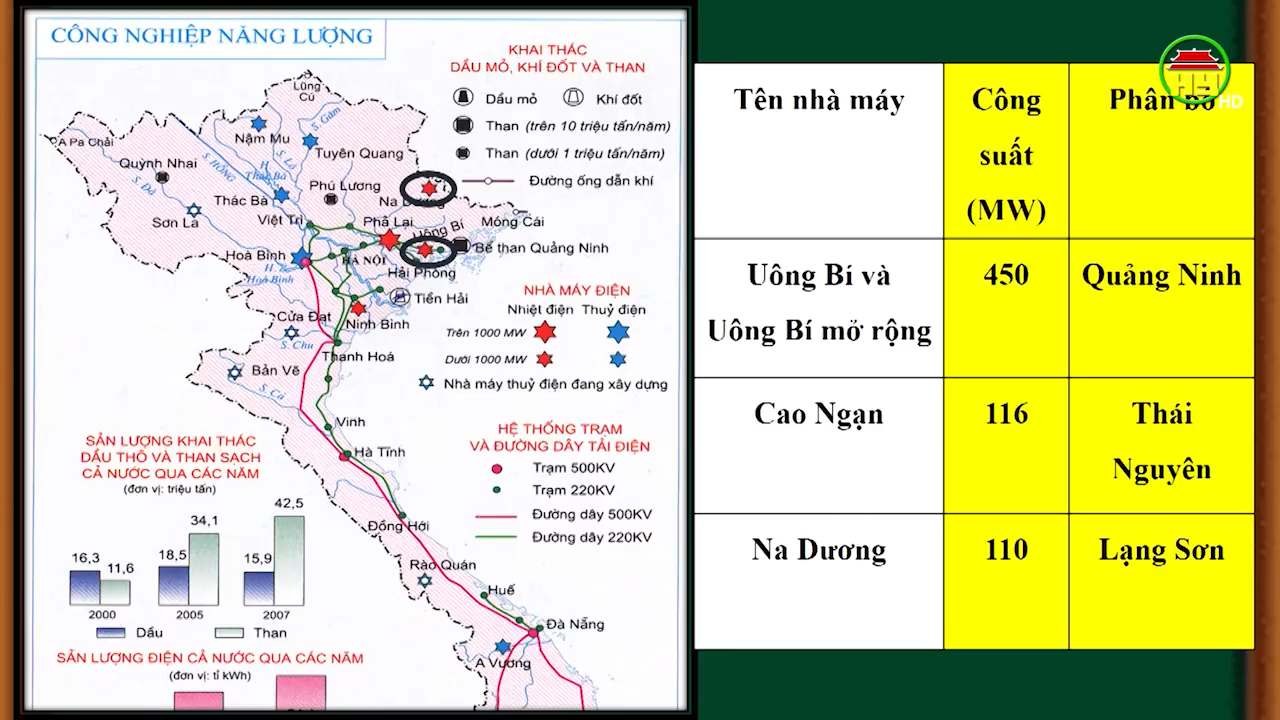 CÔNG NGHIỆP NĂNG LƯỢNG
KHAI THÁC
DẦU MỎ, KHÍ ĐỐT VÀ THAN
Dầu mỏ
Khí đốt
Than (trên 10 triệu tấn/năm)
Than (dưới 1 triệu tấn/năm)
Đường ống dẫn khí
Lũng
Cú
S. Gâm
Nậm Mu
A Pa Chải
S. HỒNG
S. Lô
Tuyên Quang
Quỳnh Nhai
H.
Thác Bà
S. Đà
Phú Lương
Thác Bà
Na Dương
Sơn La
Việt Trì
Phả Lại
Uông Bí
Móng Cái
Hoà Bình
HÀ NỘI
Bể than Quảng Ninh
H.
Hoà Bình
Hải Phòng
Tiền Hải
NHÀ MÁY ĐIỆN
Nhiệt điện
Thuỷ điện
Trên 1000 MW
Dưới 1000 MW
Nhà máy thuỷ điện đang xây dựng
Cửa Đạt
Ninh Bình
S. Chu
Thanh Hoá
Bản Vẽ
S. Cả
Vinh
Hà Tĩnh
HỆ THỐNG TRẠM
VÀ ĐƯỜNG DÂY TẢI ĐIỆN
Trạm 500KV
Trạm 220KV
Đường dây 500KV
Đường dây 220KV
SẢN LƯỢNG KHAI THÁC
DẦU THÔ VÀ THAN SẠCH
CẢ NƯỚC QUA CÁC NĂM
(đơn vị: triệu tấn)
42,5
34,1
16,3
11,6
18,5
15,9
2000
2005
2007
Dầu
Than
Đồng Hới
Rào Quán
Huế
Đà Nẵng
A Vương
SẢN LƯỢNG ĐIỆN CẢ NƯỚC QUA CÁC NĂM
(đơn vị: tỉ kWh)
Tên nhà máy
Công
suất
(MW)
Phân bố
Uông Bí và
Uông Bí mở rộng
450
Quảng Ninh
Cao Ngạn
116
Thái
Nguyên
Na Dương
110
Lạng Sơn
HD